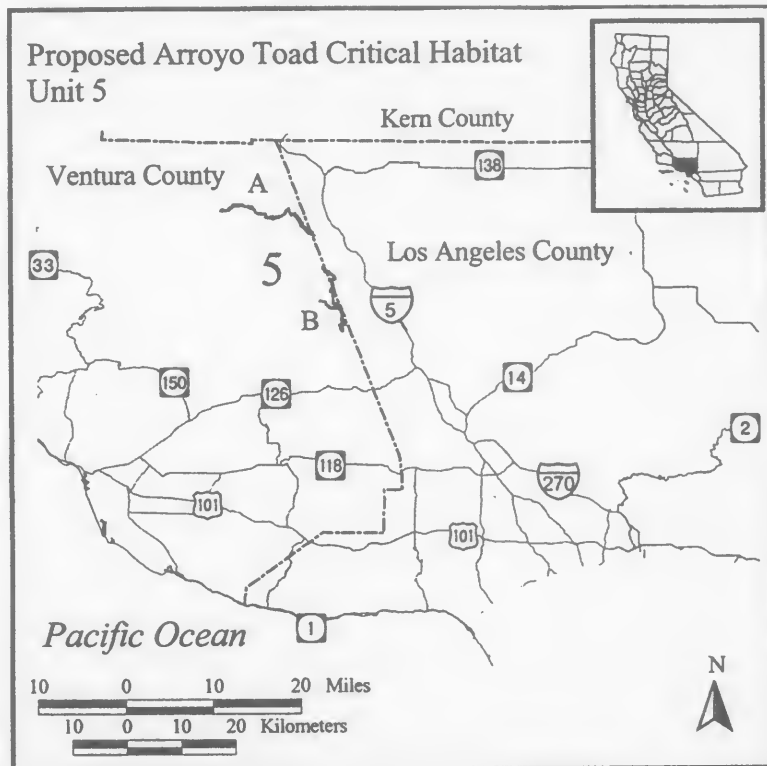 Proposed Arroyo Toad Critical Habitat
Unit 5
Kern County
138
Ventura County
A
Los Angeles County
33
5
5
B
14
150
126
2
118
270
101
101
Pacific Ocean
1
N
10 0 10 20 Miles
10 0 10 20 Kilometers